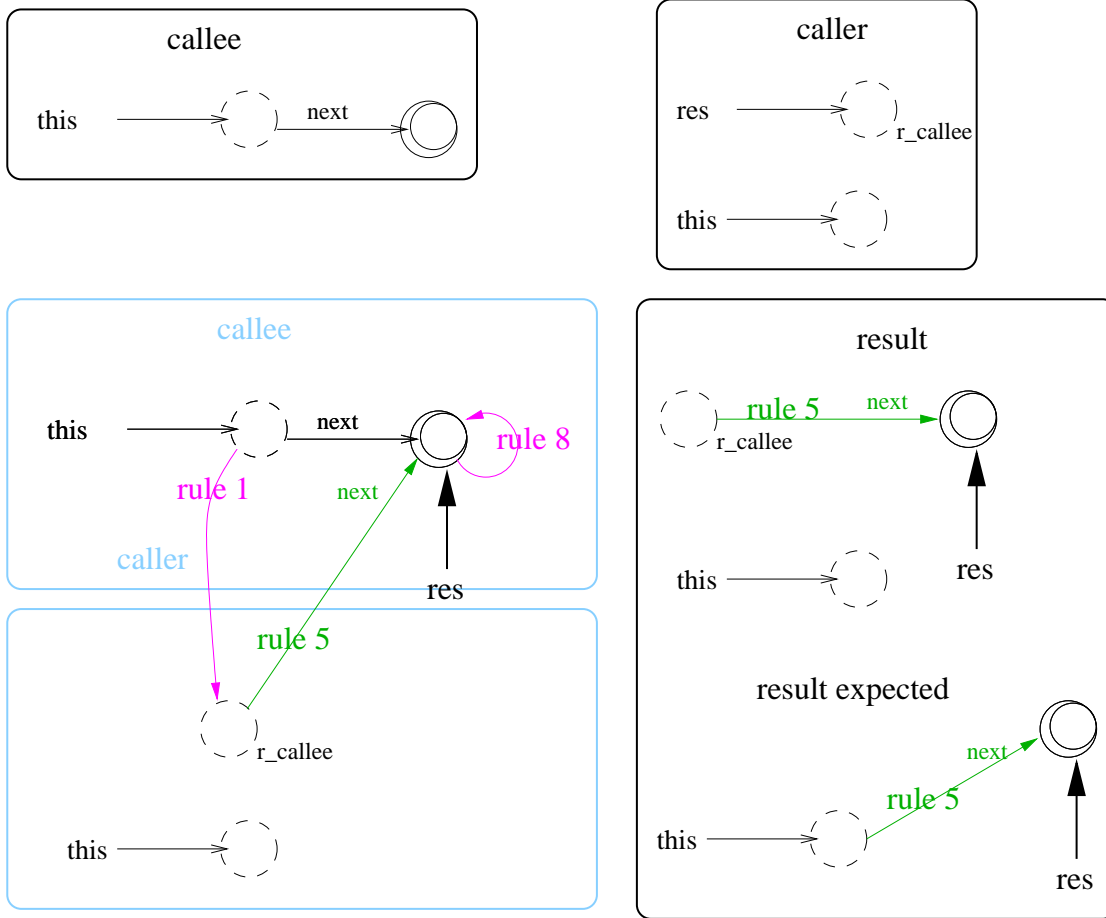 callee
this
next
caller
res
r_callee
this
callee
this
next
rule 8
rule 1
next
caller
res
rule 5
r_callee
this
result
rule 5
next
r_callee
res
this
result expected
next
rule 5
this
res